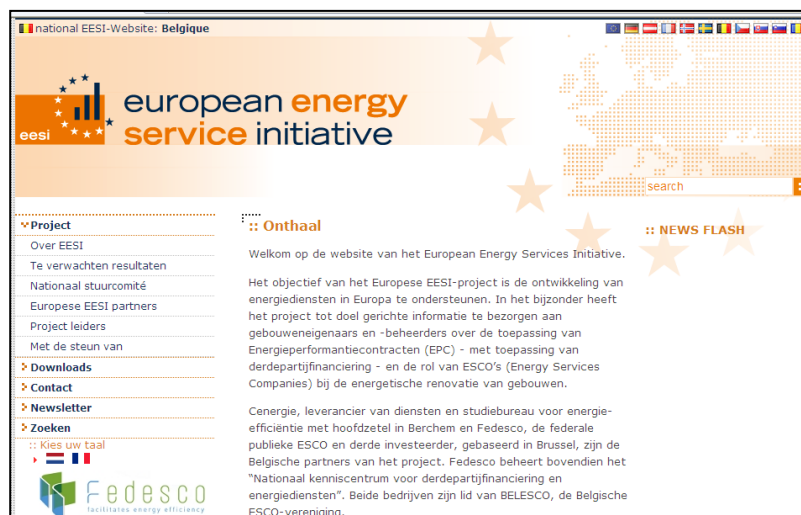 national EESI-Website: Belgique
eesi
european energy
service initiative
search
Project
Over EESI
Te verwachten resultaten
Nationaal stuurcomité
Europese EESI partners
Project leiders
Met de steun van
Downloads
Contact
Newsletter
Zoeken
:: Kies uw taal
Fedesco
facilitates energy efficiency
:: Onthaal
Welkom op de website van het European Energy Services Initiative.
Het objectief van het Europese EESI-project is de ontwikkeling van
energiediensten in Europa te ondersteunen. In het bijzonder heeft
het project tot doel gerichte informatie te bezorgen aan
gebouweneigenaars en -beheerders over de toepassing van
Energieperformantiecontracten (EPC) - met toepassing van
derdepartijfinanciering - en de rol van ESCO's (Energy Services
Companies) bij de energetische renovatie van gebouwen.
Cenergie, leverancier van diensten en studiebureau voor energie-
efficiëntie met hoofdzetel in Berchem en Fedesco, de federale
publieke ESCO en derde investeerder, gebaseerd in Brussel, zijn de
Belgische partners van het project. Fedesco beheert bovendien het
"Nationaal kenniscentrum voor derdepartijfinanciering en
energiediensten". Beide bedrijven zijn lid van BELESCO, de Belgische
ESCO-vereniging.
:: NEWS FLASH